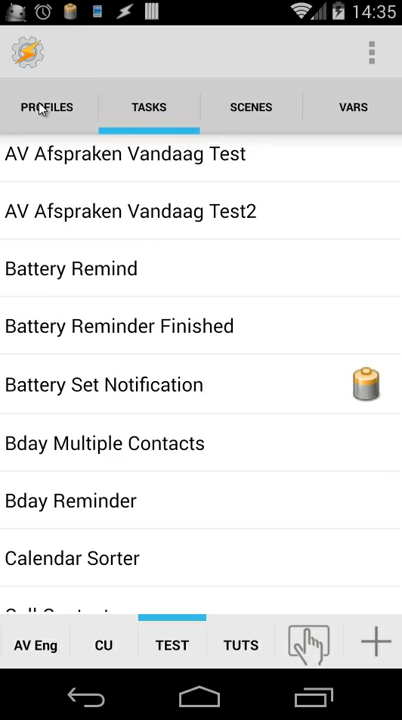 14:35
PROFILES TASKS SCENES VARS
AV Afspraken Vandaag Test
AV Afspraken Vandaag Test2
Battery Remind
Battery Reminder Finished
Battery Set Notification
Bday Multiple Contacts
Bday Reminder
Calendar Sorter
AV Eng CU TEST TUTS